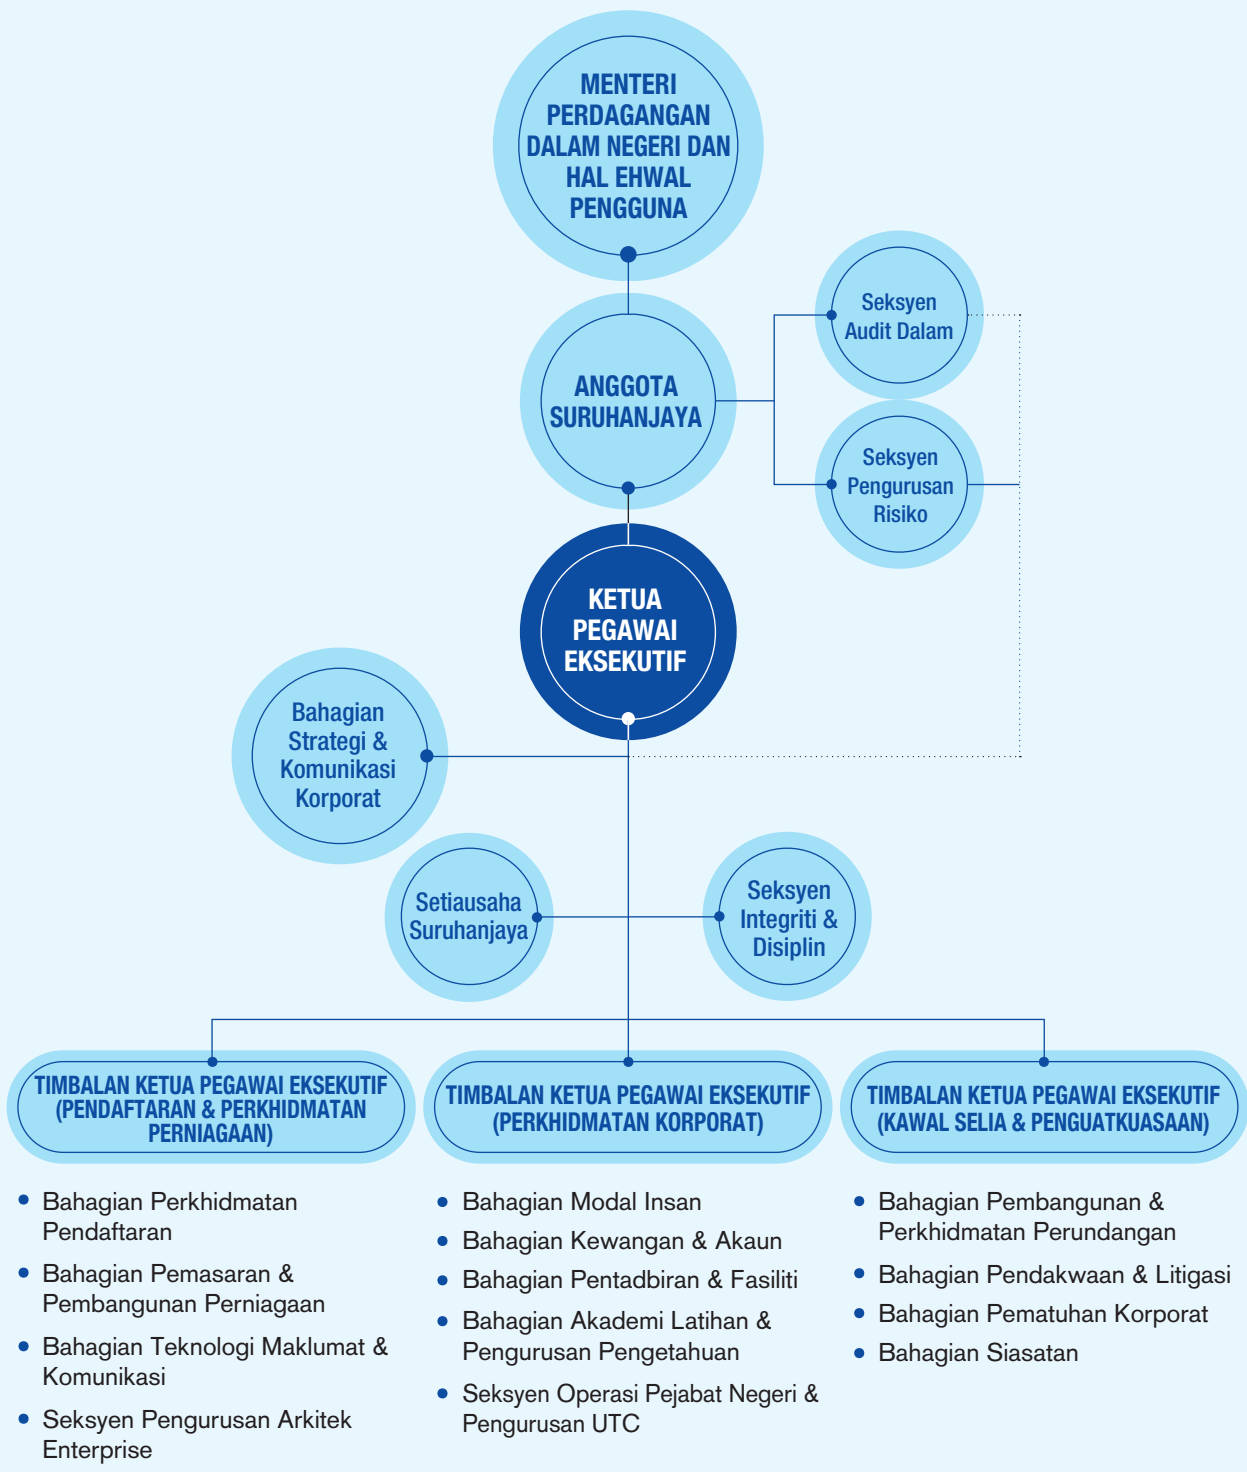 MENTERI
PERDAGANGAN
DALAM NEGERI DAN
HAL EHWAL
PENGGUNA
Seksyen
Audit Dalam
ANGGOTA
SURUHANJAYA
Seksyen
Pengurusan
Risiko
KETUA
PEGAWAI
EKSEKUTIF
Bahagian
Strategi &
Komunikasi
Korporat
Setiausaha
Suruhanjaya
Seksyen
Integriti &
Disiplin
TIMBALAN KETUA PEGAWAI EKSEKUTIF
(PENDAFTARAN & PERKHIDMATAN
PERNIAGAAN)
• Bahagian Perkhidmatan
Pendaftaran
• Bahagian Pemasaran &
Pembangunan Perniagaan
• Bahagian Teknologi Maklumat &
Komunikasi
• Seksyen Pengurusan Arkitek
Enterprise
TIMBALAN KETUA PEGAWAI EKSEKUTIF
(PERKHIDMATAN KORPORAT)
• Bahagian Modal Insan
• Bahagian Kewangan & Akaun
• Bahagian Pentadbiran & Fasiliti
• Bahagian Akademi Latihan &
Pengurusan Pengetahuan
• Seksyen Operasi Pejabat Negeri &
Pengurusan UTC
TIMBALAN KETUA PEGAWAI EKSEKUTIF
(KAWAL SELIA & PENGUATKUASAAN)
• Bahagian Pembangunan &
Perkhidmatan Perundangan
• Bahagian Pendakwaan & Litigasi
• Bahagian Pematuhan Korporat
• Bahagian Siasatan